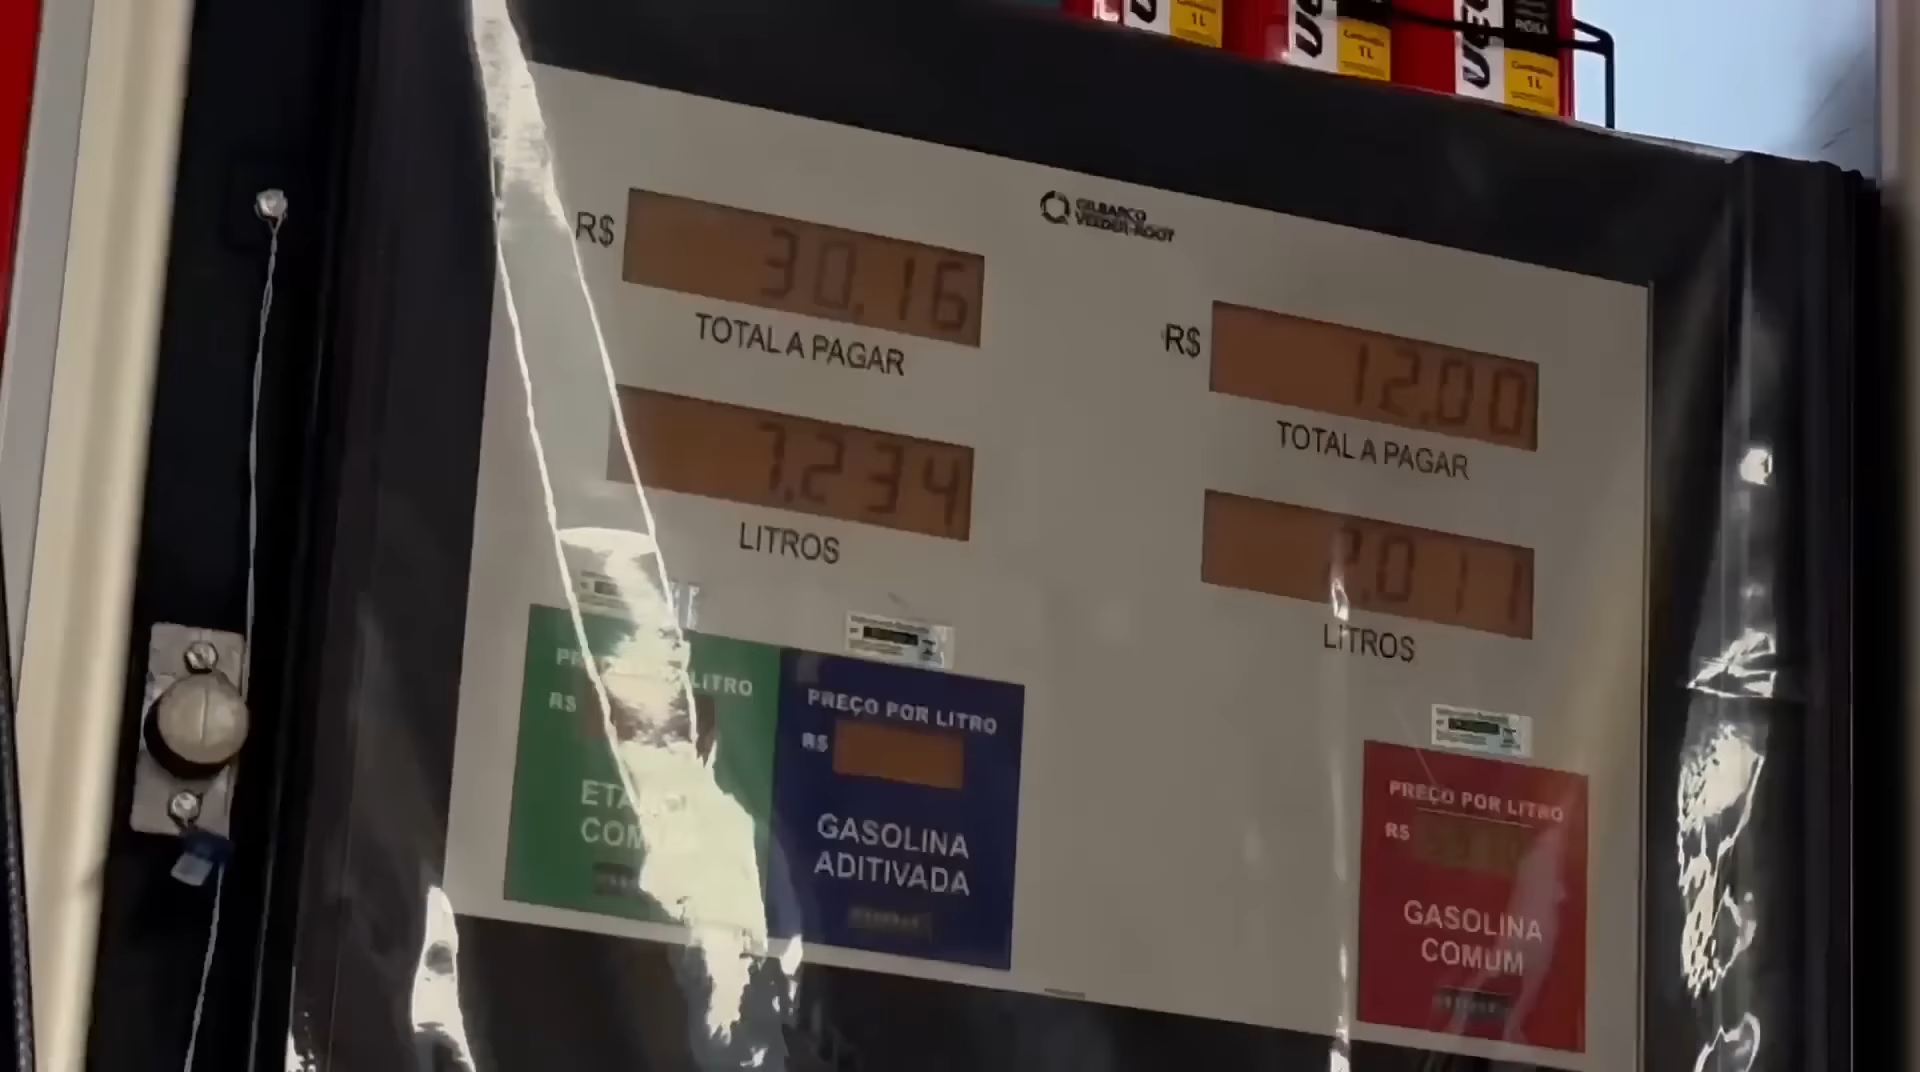 1L
1L
1L
GILBARCO
VEEDER-ROOT
R$ 30.16
TOTAL A PAGAR
7.234
LITROS
R$ 12.00
TOTAL A PAGAR
2.011
LITROS
LITRO
R$
PREÇO POR LITRO
R$
GASOLINA
ADITIVADA
PREÇO POR LITRO
R$
GASOLINA
COMUM